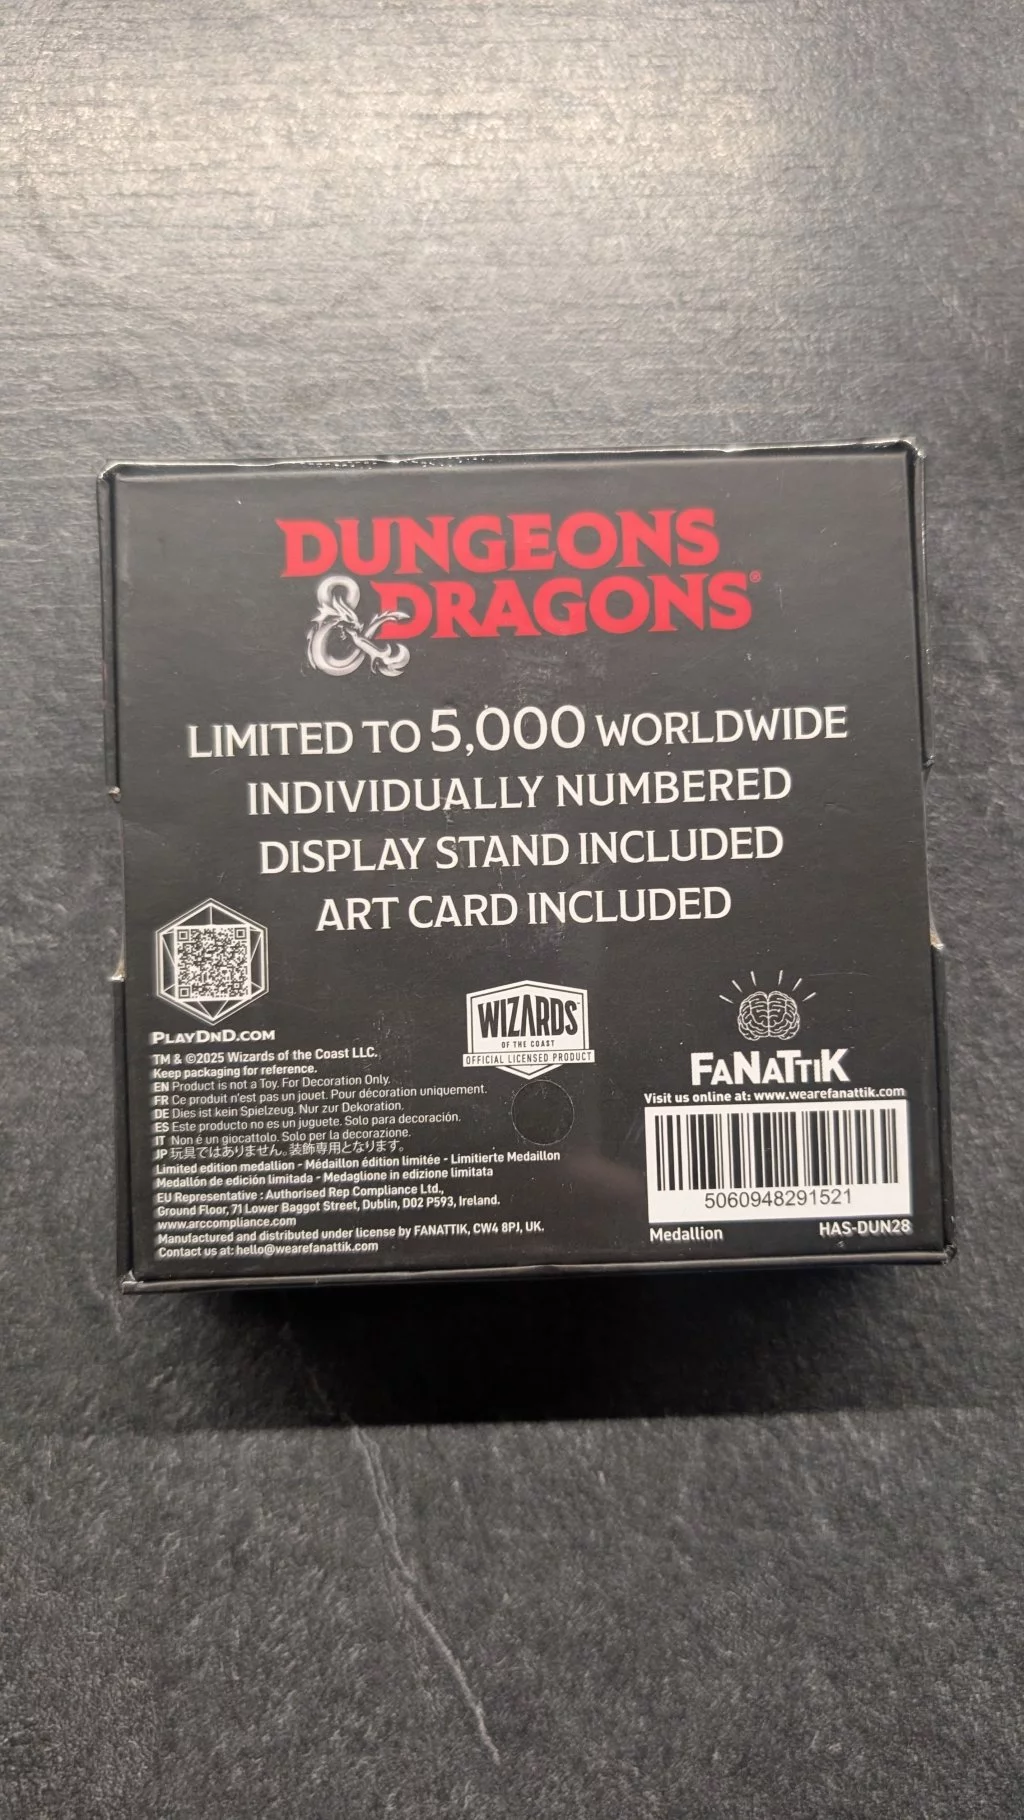 DUNGEONS
& DRAGONS®
LIMITED TO 5,000 WORLDWIDE
INDIVIDUALLY NUMBERED
DISPLAY STAND INCLUDED
ART CARD INCLUDED
PLAYDND.COM
TM & ©2025 Wizards of the Coast LLC.
Keep packaging for reference.
EN Product is not a Toy. For Decoration Only.
FR Ce produit n'est pas un jouet. Pour décoration uniquement.
DE Dies ist kein Spielzeug. Nur zur Dekoration.
ES Este producto no es un juguete. Solo para decoración.
IT Non é un giocattolo. Solo per la decorazione.
JP 玩具ではありません。装飾専用となります。
Limited edition medallion - Médaillon édition limitée - Limitierte Medaillon
Medallón de edición limitada - Medaglione in edizione limitata
EU Representative : Authorised Rep Compliance Ltd.,
Ground Floor, 71 Lower Baggot Street, Dublin, D02 P593, Ireland.
www.arccompliance.com
Manufactured and distributed under license by FANATTIK, CW4 8PJ, UK.
Contact us at: hello@wearefanattik.com
WIZARDS™
OF THE COAST
OFFICIAL LICENSED PRODUCT
FANATTIK
Visit us online at: www.wearefanattik.com
5060948291521
Medallion HAS-DUN28